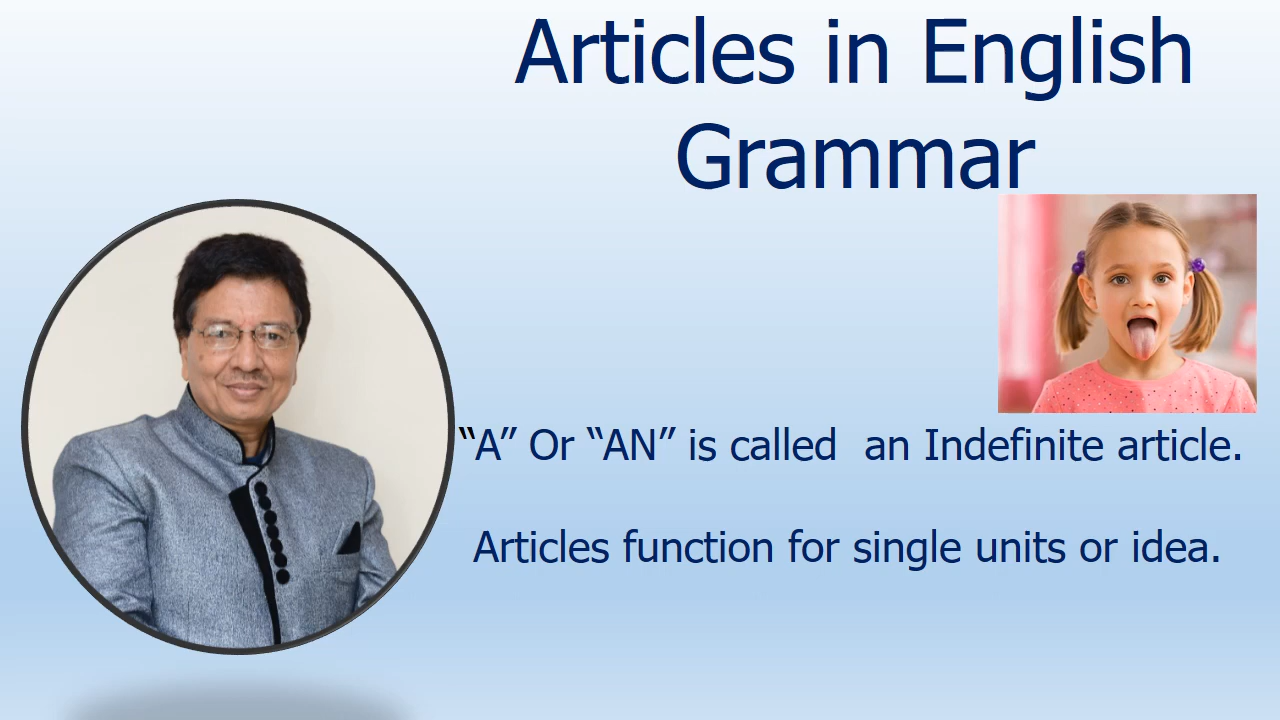 Articles in English
Grammar
“A” Or “AN” is called  an Indefinite article.
Articles function for single units or idea.